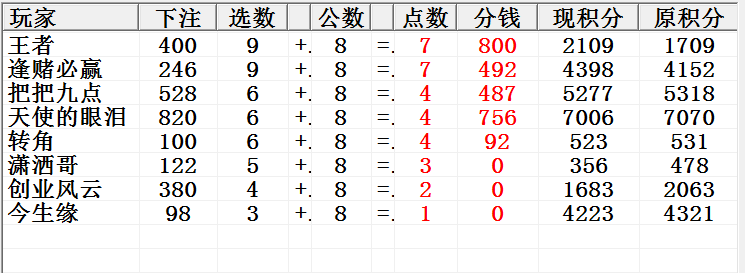 玩家 下注 选数 公数 点数 分钱 现积分 原积分
王者 400 9 +. 8 =. 7 800 2109 1709
逢赌必赢 246 9 +. 8 =. 7 492 4398 4152
把把九点 528 6 +. 8 =. 4 487 5277 5318
天使的眼泪 820 6 +. 8 =. 4 756 7006 7070
转角 100 6 +. 8 =. 4 92 523 531
潇洒哥 122 5 +. 8 =. 3 0 356 478
创业风云 380 4 +. 8 =. 2 0 1683 2063
今生缘 98 3 +. 8 =. 1 0 4223 4321